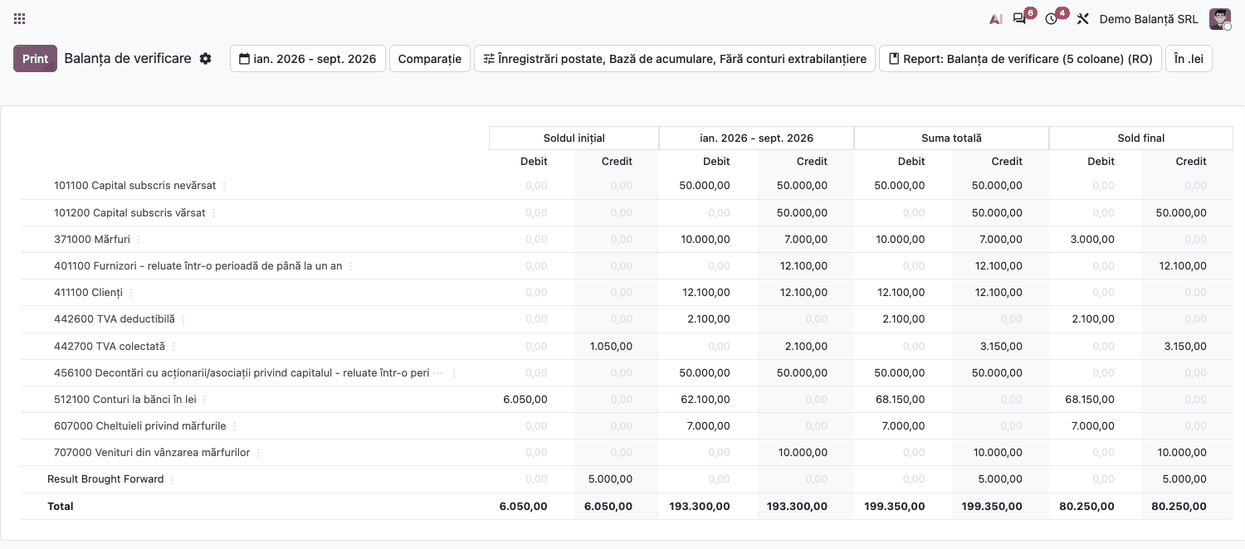 AI 6 4 Demo Balanță SRL
Print Balanța de verificare ian. 2026 - sept. 2026 Comparație Înregistrări postate, Bază de acumulare, Fără conturi extrabilanțiere Report: Balanța de verificare (5 coloane) (RO) În .lei
Soldul inițial ian. 2026 - sept. 2026 Suma totală Sold final
Debit Credit Debit Credit Debit Credit Debit Credit
101100 Capital subscris nevărsat 0,00 0,00 50.000,00 50.000,00 50.000,00 50.000,00 0,00 0,00
101200 Capital subscris vărsat 0,00 0,00 0,00 50.000,00 0,00 50.000,00 0,00 50.000,00
371000 Mărfuri 0,00 0,00 10.000,00 7.000,00 10.000,00 7.000,00 3.000,00 0,00
401100 Furnizori - reluate într-o perioadă de până la un an 0,00 0,00 0,00 12.100,00 0,00 12.100,00 0,00 12.100,00
411100 Clienți 0,00 0,00 12.100,00 12.100,00 12.100,00 12.100,00 0,00 0,00
442600 TVA deductibilă 0,00 0,00 2.100,00 0,00 2.100,00 0,00 2.100,00 0,00
442700 TVA colectată 0,00 1.050,00 0,00 2.100,00 0,00 3.150,00 0,00 3.150,00
456100 Decontări cu acționarii/asociații privind capitalul - reluate într-o peri ··· 0,00 0,00 50.000,00 50.000,00 50.000,00 50.000,00 0,00 0,00
512100 Conturi la bănci în lei 6.050,00 0,00 62.100,00 0,00 68.150,00 0,00 68.150,00 0,00
607000 Cheltuieli privind mărfurile 0,00 0,00 7.000,00 0,00 7.000,00 0,00 7.000,00 0,00
707000 Venituri din vânzarea mărfurilor 0,00 0,00 0,00 10.000,00 0,00 10.000,00 0,00 10.000,00
Result Brought Forward 0,00 5.000,00 0,00 0,00 0,00 5.000,00 0,00 5.000,00
Total 6.050,00 6.050,00 193.300,00 193.300,00 199.350,00 199.350,00 80.250,00 80.250,00